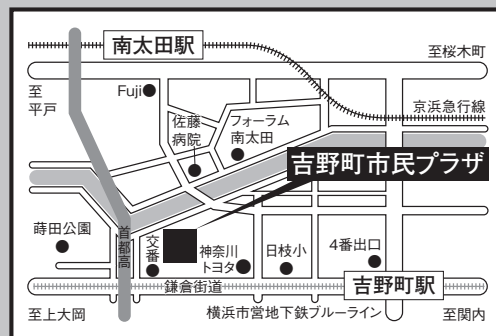 南太田駅
至桜木町
至
平戸
Fuji
京浜急行線
佐藤
病院
フォーラム
南太田
吉野町市民プラザ
蒔田公園
首都高
交番
神奈川
トヨタ
日枝小
4番出口
鎌倉街道
吉野町駅
至上大岡
横浜市営地下鉄ブルーライン
至関内